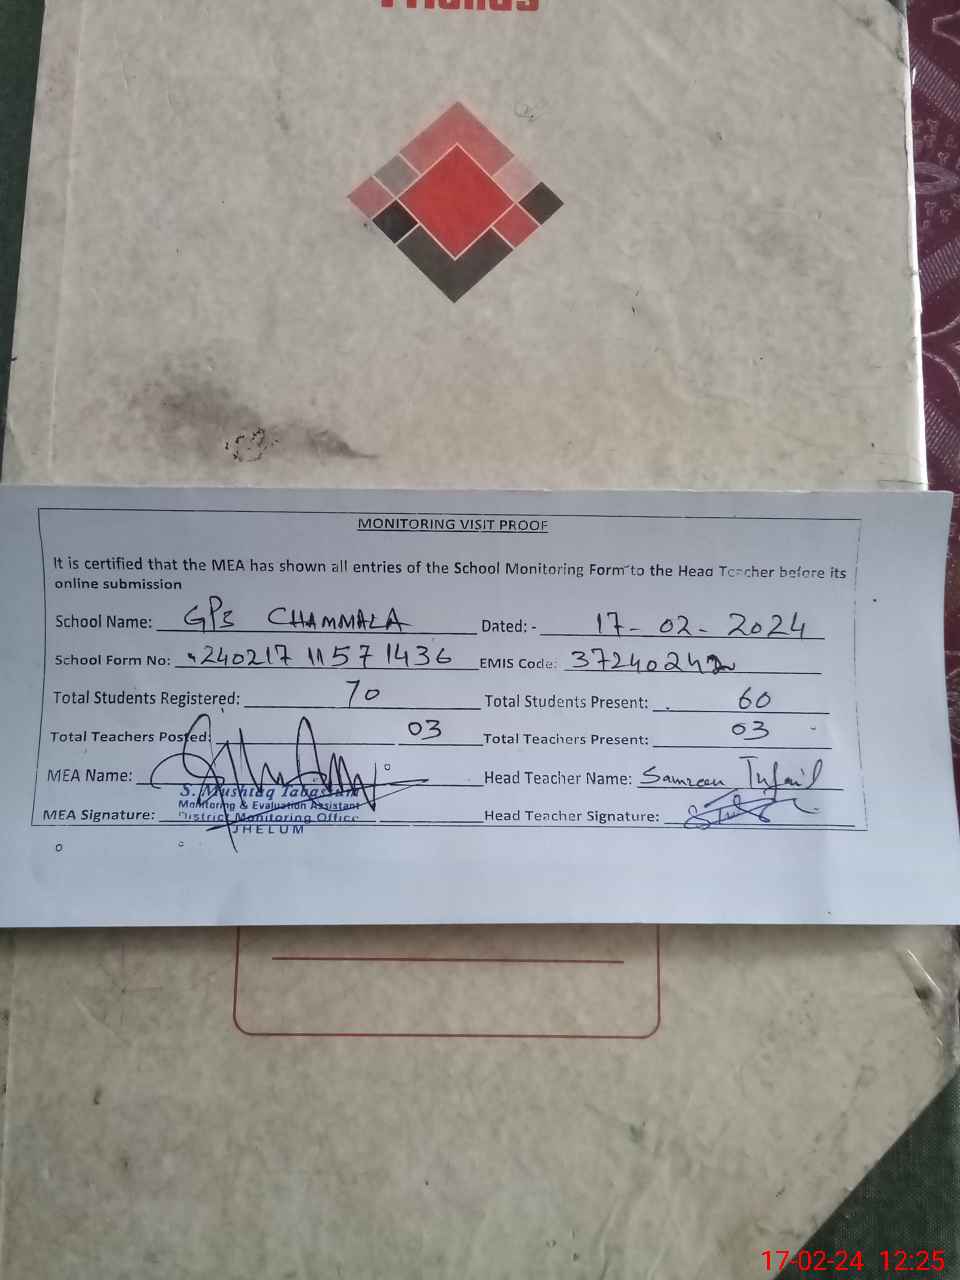 Friends
MONITORING VISIT PROOF
It is certified that the MEA has shown all entries of the School Monitoring Form to the Head Teacher before its
online submission
School Name: GPS CHAMMALA Dated: - 17-02-2024
School Form No: 24021711571436 EMIS Code: 37240242
Total Students Registered: 70 Total Students Present: 60
Total Teachers Posted: 03 Total Teachers Present: 03
MEA Name: Head Teacher Name: Samreen Tufail
S. Mushtaq Tabassum
Monitoring & Evaluation Assistant
MEA Signature: District Monitoring Office Head Teacher Signature:
JHELUM
17-02-24 12:25